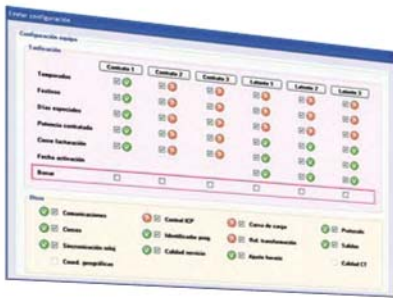 Enviar configuración
Configuración equipo
Tarificación
Contrato 1 Contrato 2 Contrato 3 Latente 1 Latente 2 Latente 3
Temporadas
Festivos
Días especiales
Potencia contratada
Cierre facturación
Fecha activación
Borrar
Otros
Comunicaciones Control ICP Curva de carga Protocolo
Cierres Identificador Rel. transformación Salidas
Sincronización reloj Calidad servicio Ajuste horario Calidad CT
Coord. geográficas